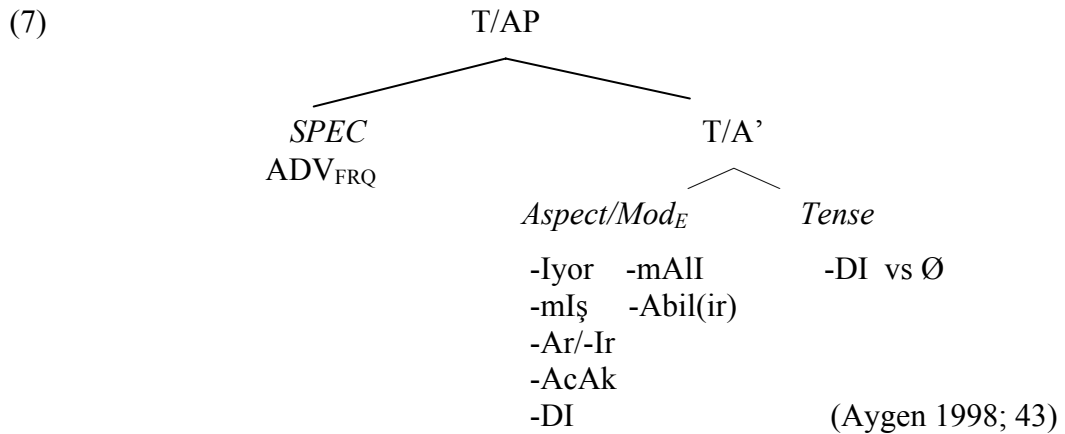 (7) T/AP
SPEC T/A’
ADV_FRQ
Aspect/Mod_E Tense
-Iyor -mAlI -DI vs Ø
-mIş -Abil(ir)
-Ar/-Ir
-AcAk
-DI (Aygen 1998; 43)